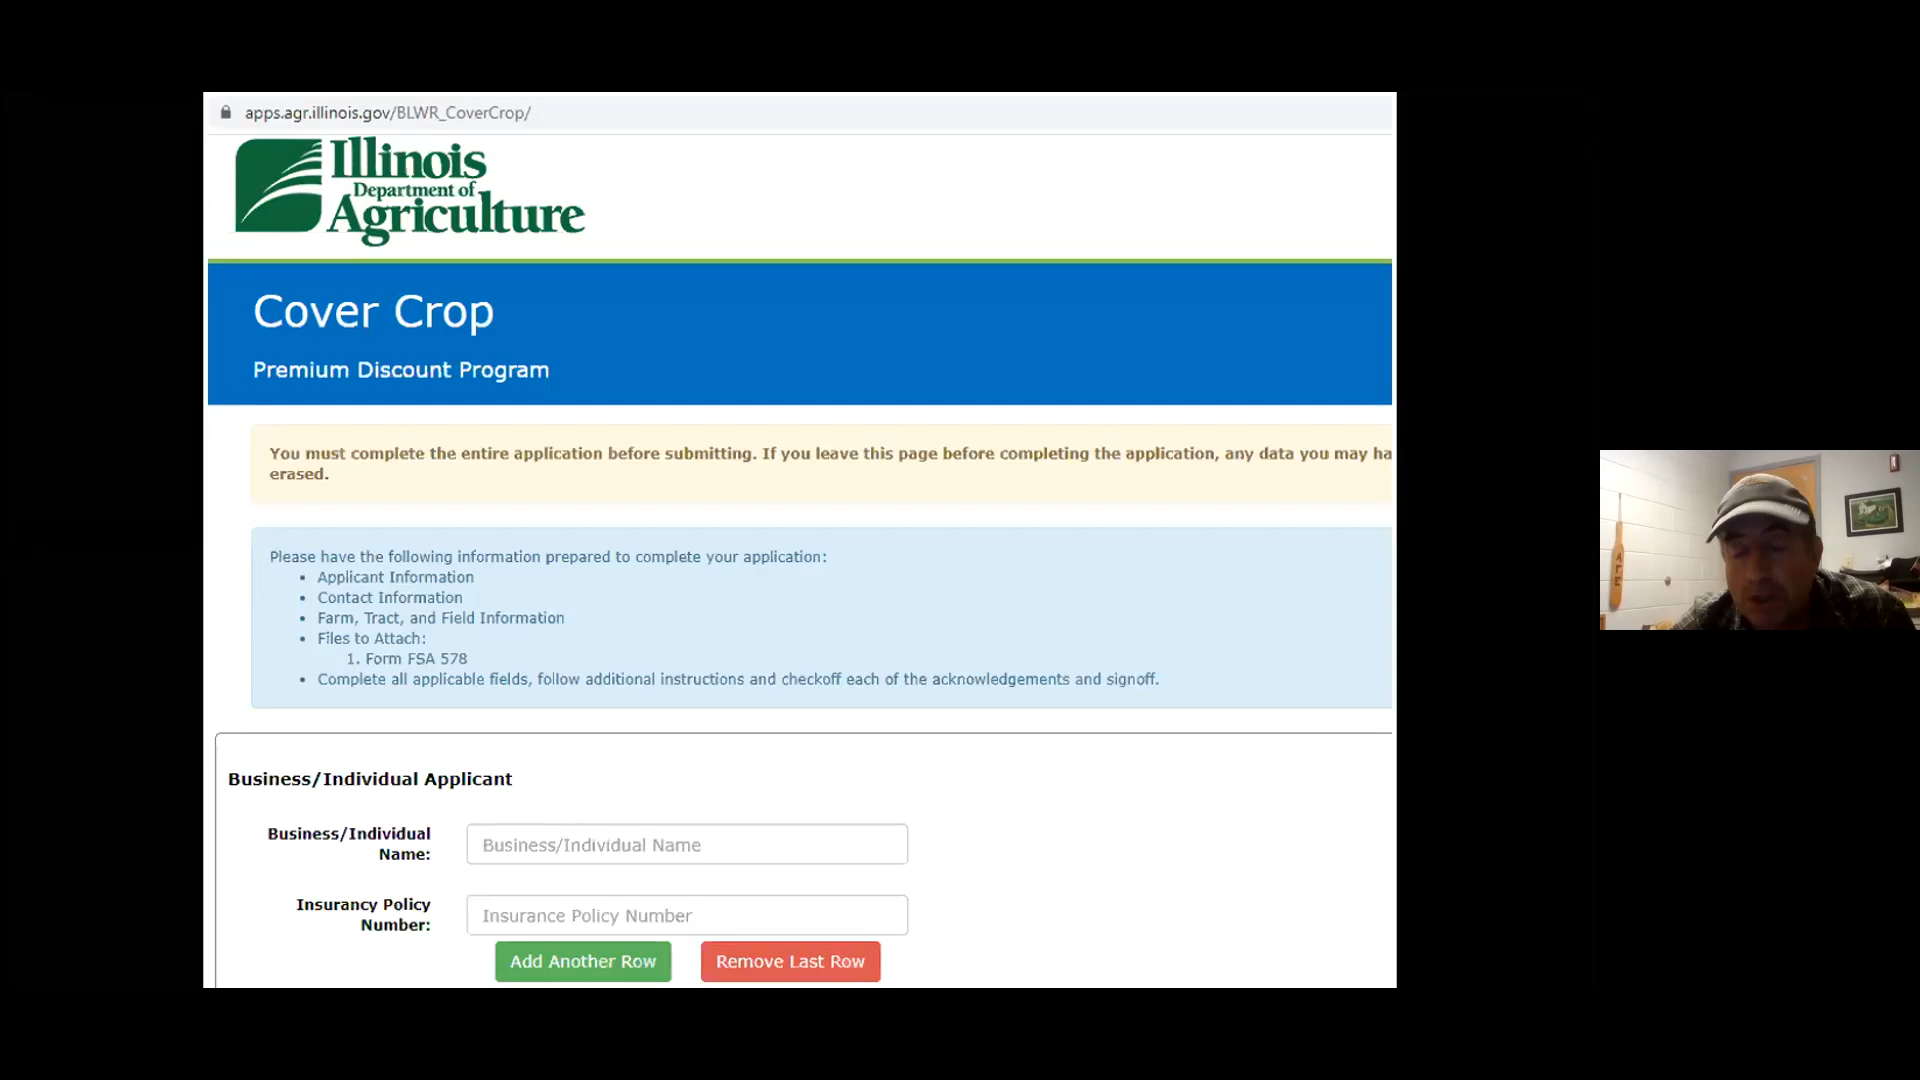 apps.agr.illinois.gov/BLWR_CoverCrop/
Illinois
Department of
Agriculture
Cover Crop
Premium Discount Program
You must complete the entire application before submitting. If you leave this page before completing the application, any data you may ha
erased.
Please have the following information prepared to complete your application:
• Applicant Information
• Contact Information
• Farm, Tract, and Field Information
• Files to Attach:
1. Form FSA 578
• Complete all applicable fields, follow additional instructions and checkoff each of the acknowledgements and signoff.
Business/Individual Applicant
Business/Individual
Name:
Business/Individual Name
Insurancy Policy
Number:
Insurance Policy Number
Add Another Row
Remove Last Row